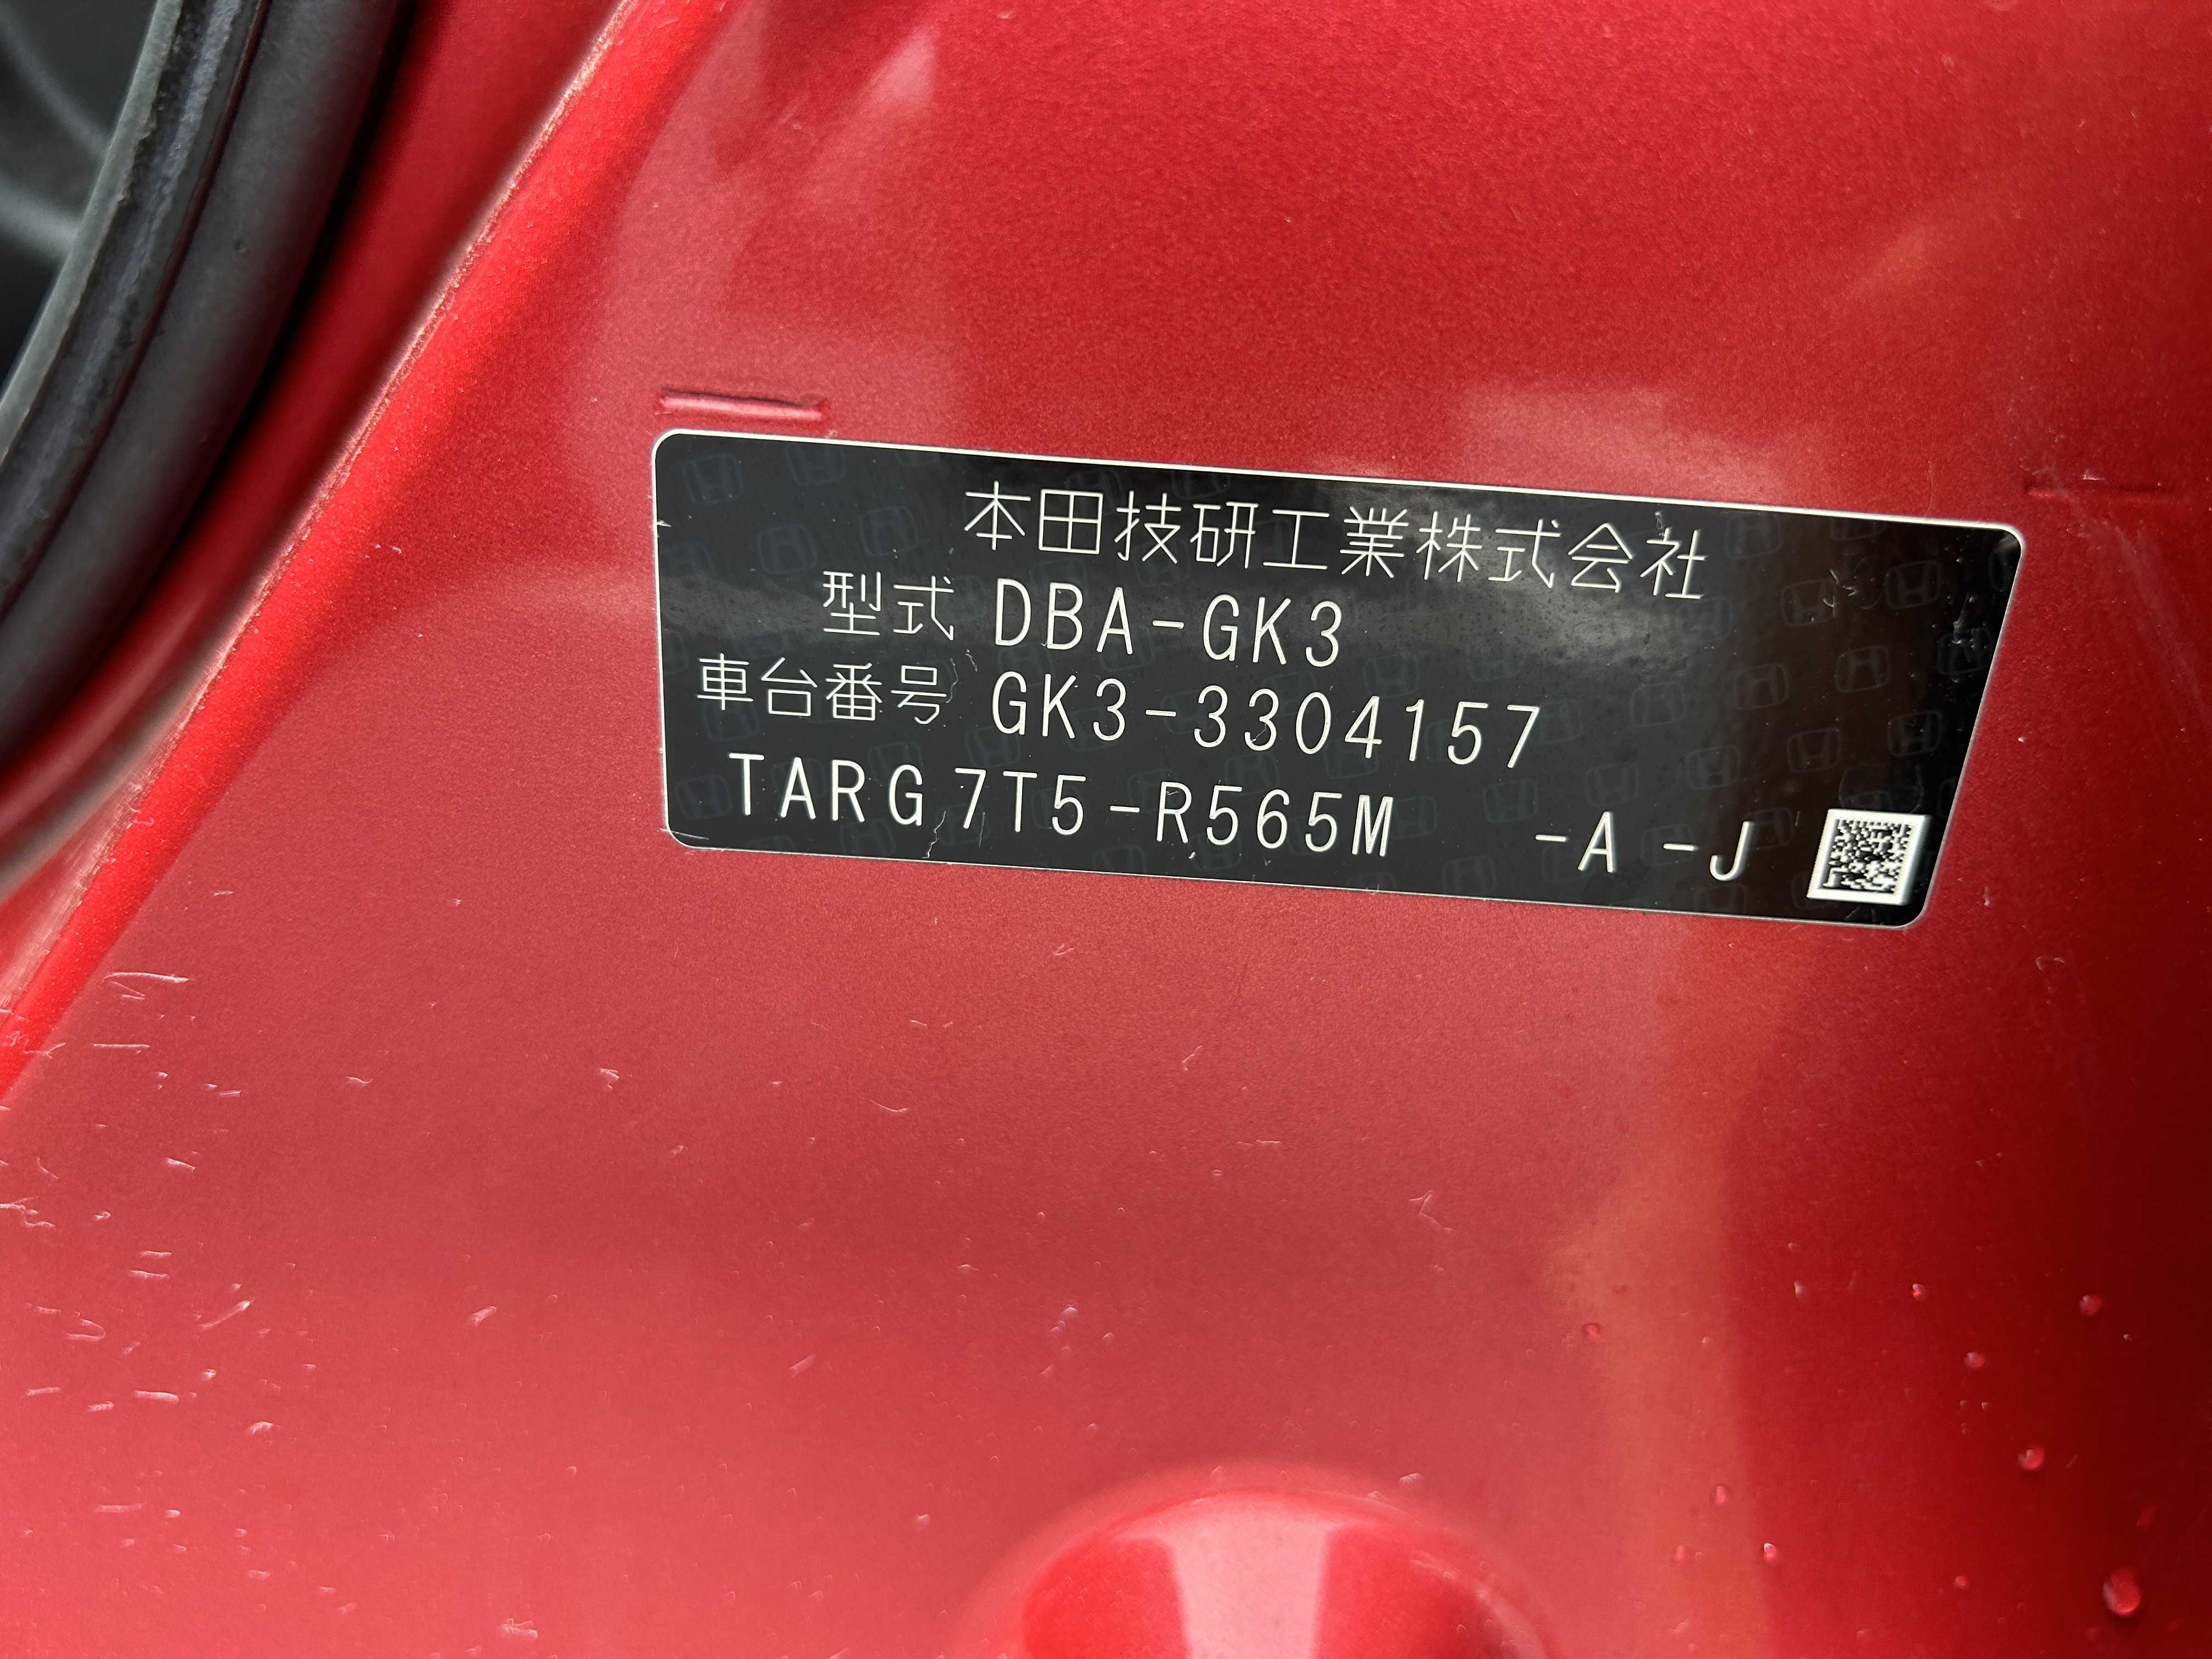 本田技研工業株式会社
型式 DBA-GK3
車台番号 GK3-3304157
TARG7T5-R565M -A -J